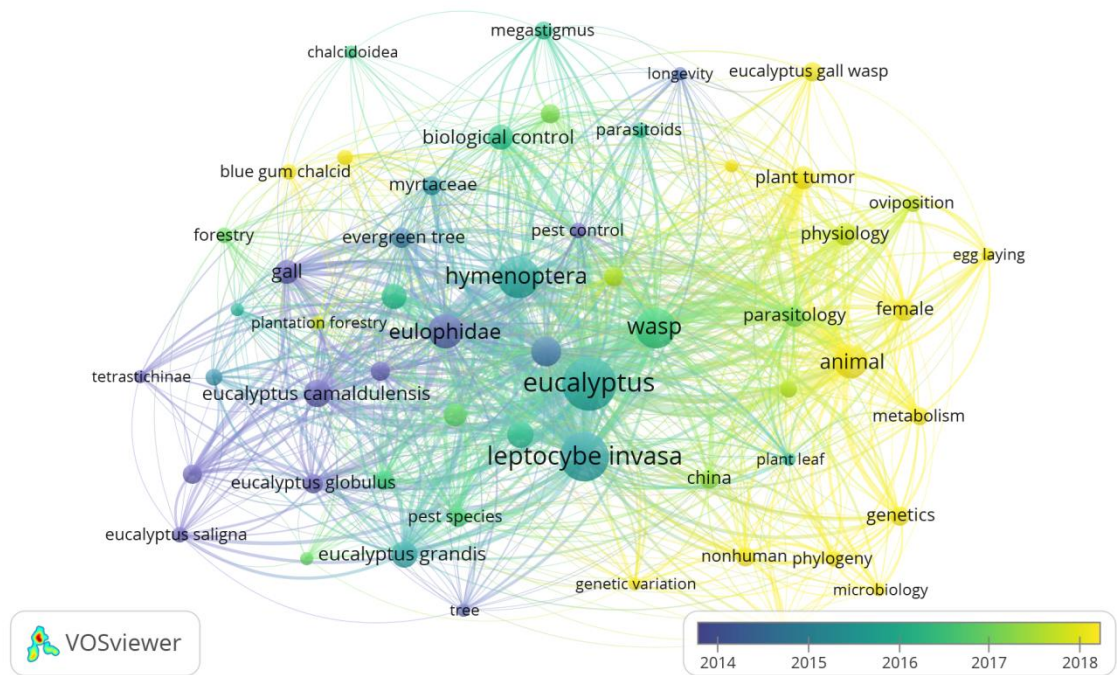 megastigmus
chalcidoidea
longevity
eucalyptus gall wasp
biological control
parasitoids
blue gum chalcid
myrtaceae
plant tumor
oviposition
forestry
evergreen tree
pest control
physiology
egg laying
gall
hymenoptera
plantation forestry
eulophidae
wasp
parasitology
female
tetrastichinae
eucalyptus camaldulensis
eucalyptus
animal
metabolism
leptocybe invasa
plant leaf
eucalyptus globulus
china
eucalyptus saligna
pest species
genetics
eucalyptus grandis
nonhuman
phylogeny
genetic variation
microbiology
tree
VOSviewer
2014 2015 2016 2017 2018